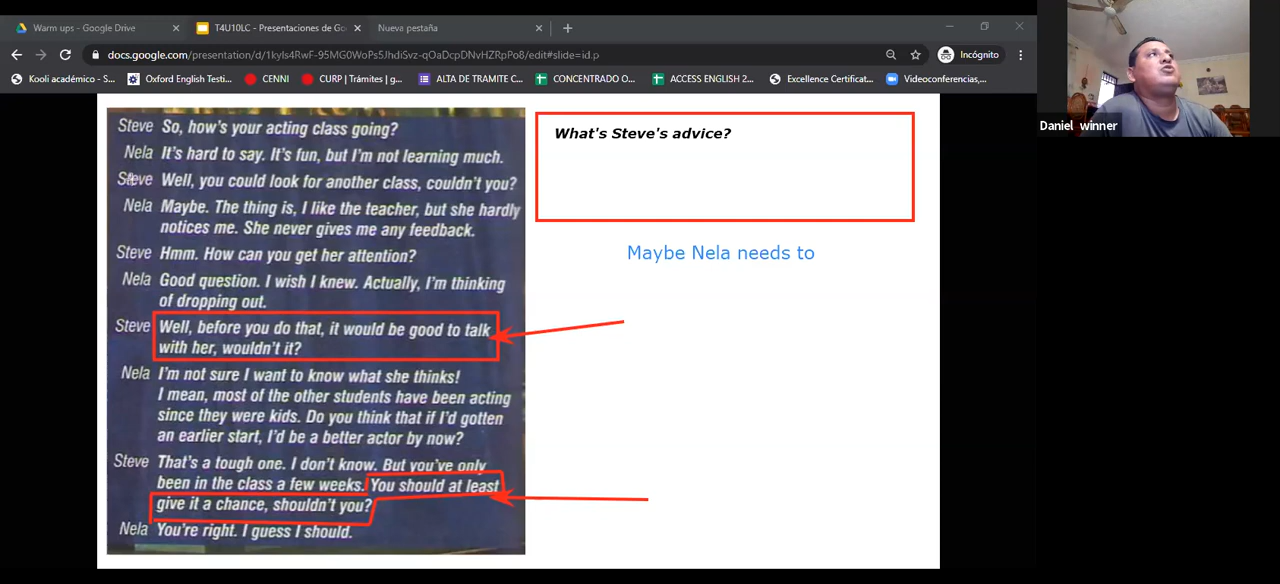 Warm ups - Google Drive
T4U10LC - Presentaciones de Go
Nueva pestaña
docs.google.com/presentation/d/1kyls4RwF-95MG0WoPs5JhdiSvz-qOaDcpDNvHZRpPo8/edit#slide=id.p
Incógnito
Kooli académico - S...
Oxford English Testi...
CENNI
CURP | Trámites | g...
ALTA DE TRAMITE C...
CONCENTRADO O...
ACCESS ENGLISH 2...
Excellence Certificat...
Videoconferencias,...
Steve So, how's your acting class going?
Nela It's hard to say. It's fun, but I'm not learning much.
Steve Well, you could look for another class, couldn't you?
Nela Maybe. The thing is, I like the teacher, but she hardly
notices me. She never gives me any feedback.
Steve Hmm. How can you get her attention?
Nela Good question. I wish I knew. Actually, I'm thinking
of dropping out.
Steve Well, before you do that, it would be good to talk
with her, wouldn't it?
Nela I'm not sure I want to know what she thinks!
I mean, most of the other students have been acting
since they were kids. Do you think that if I'd gotten
an earlier start, I'd be a better actor by now?
Steve That's a tough one. I don't know. But you've only
been in the class a few weeks. You should at least
give it a chance, shouldn't you?
Nela You're right. I guess I should.
What's Steve's advice?
Maybe Nela needs to
Daniel winner